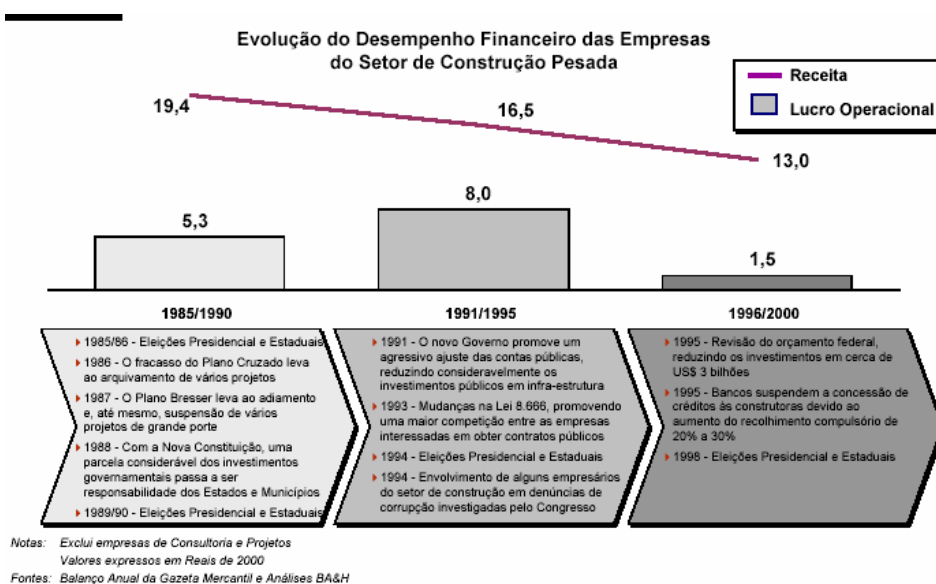 Evolução do Desempenho Financeiro das Empresas
do Setor de Construção Pesada
Receita
Lucro Operacional
19,4
16,5
13,0
5,3
8,0
1,5
1985/1990
1991/1995
1996/2000
1985/86 - Eleições Presidencial e Estaduais
1986 - O fracasso do Plano Cruzado leva
ao arquivamento de vários projetos
1987 - O Plano Bresser leva ao adiamento
e, até mesmo, suspensão de vários
projetos de grande porte
1988 - Com a Nova Constituição, uma
parcela considerável dos investimentos
governamentais passa a ser
responsabilidade dos Estados e Municípios
1989/90 - Eleições Presidencial e Estaduais
1991 - O novo Governo promove um
agressivo ajuste das contas públicas,
reduzindo consideravelmente os
investimentos públicos em infra-estrutura
1993 - Mudanças na Lei 8.666, promovendo
uma maior competição entre as empresas
interessadas em obter contratos públicos
1994 - Eleições Presidencial e Estaduais
1994 - Envolvimento de alguns empresários
do setor de construção em denúncias de
corrupção investigadas pelo Congresso
1995 - Revisão do orçamento federal,
reduzindo os investimentos em cerca de
US$ 3 bilhões
1995 - Bancos suspendem a concessão de
créditos às construtoras devido ao
aumento do recolhimento compulsório de
20% a 30%
1998 - Eleições Presidencial e Estaduais
Notas: Exclui empresas de Consultoria e Projetos
Valores expressos em Reais de 2000
Fontes: Balanço Anual da Gazeta Mercantil e Análises BA&H